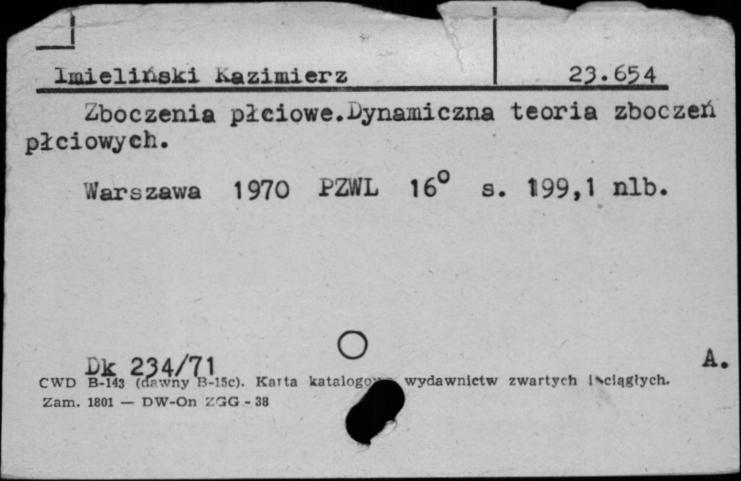 Imieliński Kazimierz 23.654
Zboczenia płciowe.Dynamiczna teoria zboczeń
płciowych.
Warszawa 1970 PZWL 16° s. 199,1 nlb.
Dk 234/71 A.
CWD B-143 (dawny B-15c). Karta wydawnictw zwartych i ciągłych.
Zam. 1801 — DW-On ZGG - 38